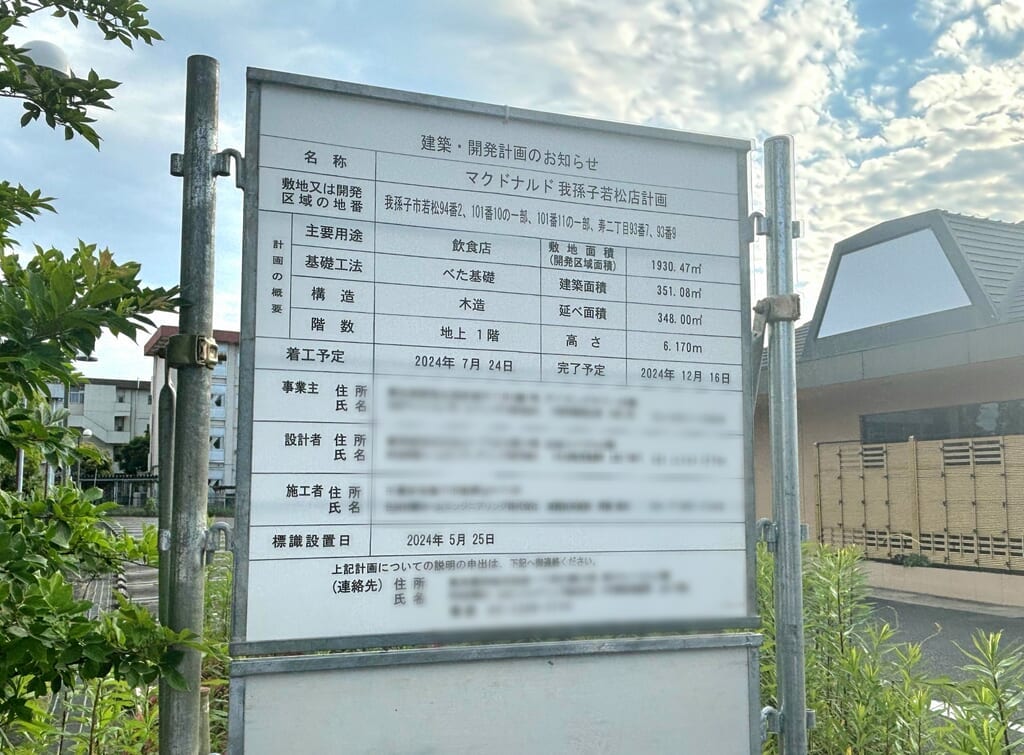 建築・開発計画のお知らせ
名 称 マクドナルド 我孫子若松店計画
敷地又は開発区域の地番 我孫子市若松94番2、101番10の一部、101番11の一部、寿二丁目93番7、93番9
計画の概要
主要用途 飲食店 敷地面積(開発区域面積) 1930.47㎡
基礎工法 べた基礎 建築面積 351.08㎡
構 造 木造 延べ面積 348.00㎡
階 数 地上 1階 高 さ 6.170m
着工予定 2024年 7月 24日 完了予定 2024年 12月 16日
事業主 住 所
氏 名
設計者 住 所
氏 名
施工者 住 所
氏 名
標識設置日 2024年 5月 25日
上記計画についての説明の申出は、下記へ御連絡ください。
(連絡先) 住 所
氏 名